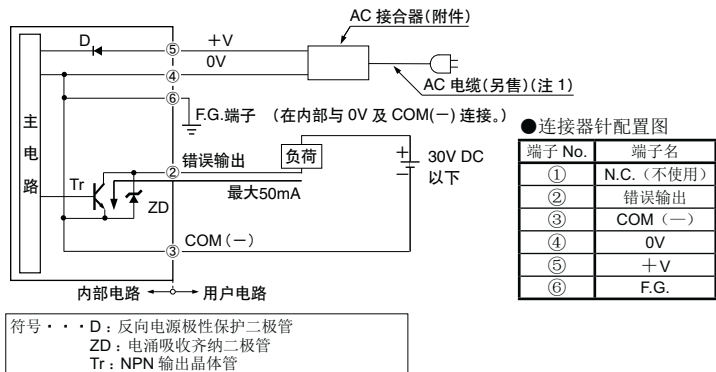 AC 接合器(附件)
D
⑤
＋V
0V
④
AC 电缆(另售)(注 1)
⑥
F.G.端子 （在内部与 0V 及 COM(－) 连接。）
主电路
错误输出
②
负荷
＋
－
30V DC
以下
Tr
ZD
最大50mA
③
COM（－）
内部电路
用户电路
●连接器针配置图
端子 No. 端子名
① N.C.（不使用）
② 错误输出
③ COM（—）
④ 0V
⑤ ＋V
⑥ F.G.
符号・・・D：反向电源极性保护二极管
ZD：电涌吸收齐纳二极管
Tr：NPN 输出晶体管